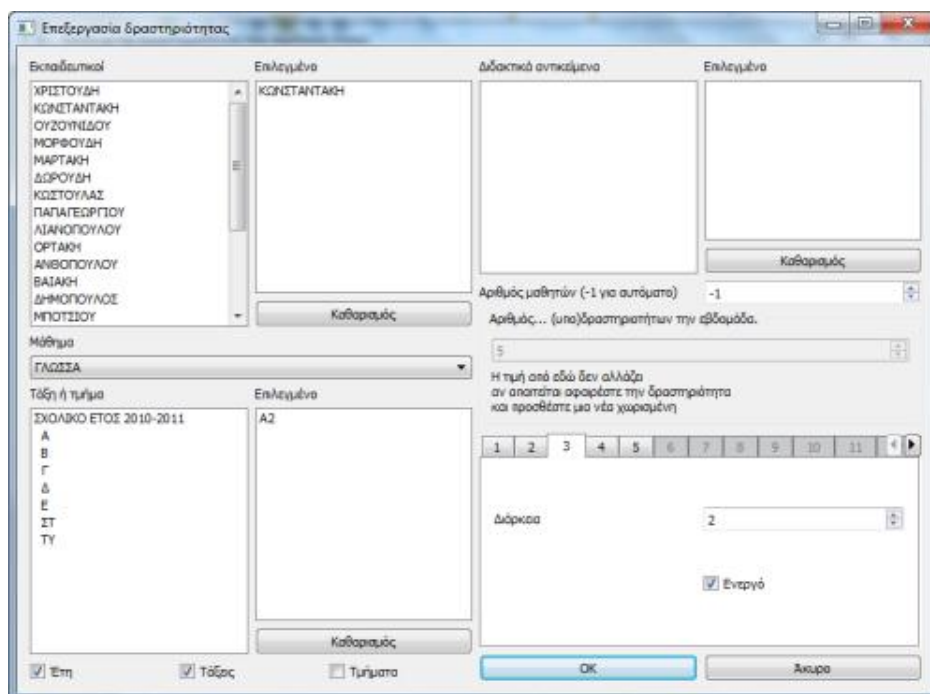 Επεξεργασία δραστηριότητας
Εκπαιδευτικοί
ΧΡΙΣΤΟΥΔΗ
ΚΩΝΣΤΑΝΤΑΚΗ
ΟΥΖΟΥΝΙΔΟΥ
ΜΟΡΦΟΥΔΗ
ΜΑΡΤΑΚΗ
ΔΩΡΟΥΔΗ
ΚΩΣΤΟΥΛΑΣ
ΠΑΠΑΓΕΩΡΓΙΟΥ
ΛΙΑΝΟΠΟΥΛΟΥ
ΟΡΤΑΚΗ
ΑΝΘΟΠΟΥΛΟΥ
ΒΑΙΑΚΗ
ΔΗΜΟΠΟΥΛΟΣ
ΜΠΟΤΣΙΟΥ
Επιλεγμένο
ΚΩΝΣΤΑΝΤΑΚΗ
Καθαρισμός
Μάθημα
ΓΛΩΣΣΑ
Τάξη ή τμήμα
ΣΧΟΛΙΚΟ ΕΤΟΣ 2010-2011
Α
Β
Γ
Δ
Ε
ΣΤ
ΤΥ
Επιλεγμένο
Α2
Καθαρισμός
Έτη Τάξεις Τμήματα
Διδακτικά αντικείμενα
Επιλεγμένο
Καθαρισμός
Αριθμός μαθητών (-1 για αυτόματο) -1
Αριθμός... (υπο)δραστηριοτήτων την εβδομάδα.
5
Η τιμή από εδώ δεν αλλάζει
αν απαιτείται αφαιρέστε την δραστηριότητα
και προσθέστε μια νέα χωρισμένη
1 2 3 4 5 6 7 8 9 10 11
Διάρκεια 2
Ενεργό
OK Άκυρο